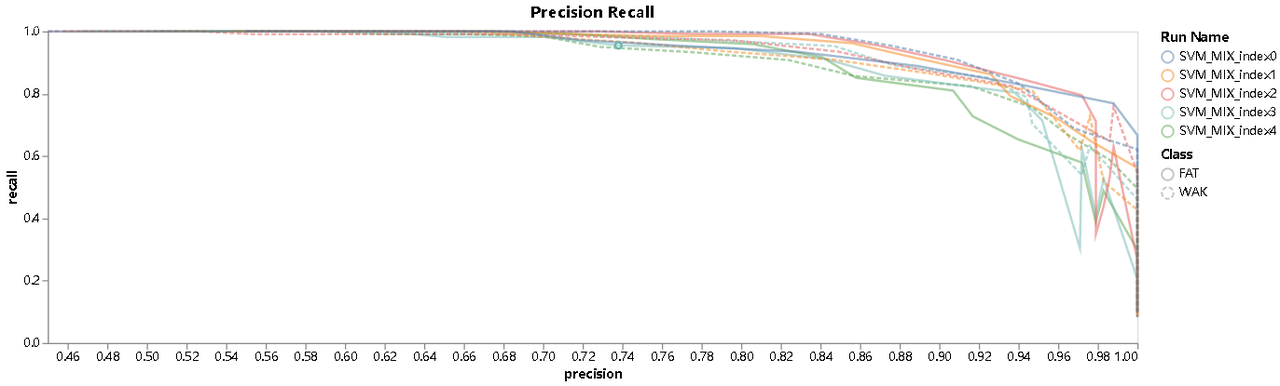 Precision Recall
1.0
0.8
0.6
0.4
0.2
0.0
recall
0.46 0.48 0.50 0.52 0.54 0.56 0.58 0.60 0.62 0.64 0.66 0.68 0.70 0.72 0.74 0.76 0.78 0.80 0.82 0.84 0.86 0.88 0.90 0.92 0.94 0.96 0.98 1.00
precision
Run Name
SVM_MIX_index0
SVM_MIX_index1
SVM_MIX_index2
SVM_MIX_index3
SVM_MIX_index4
Class
FAT
WAK